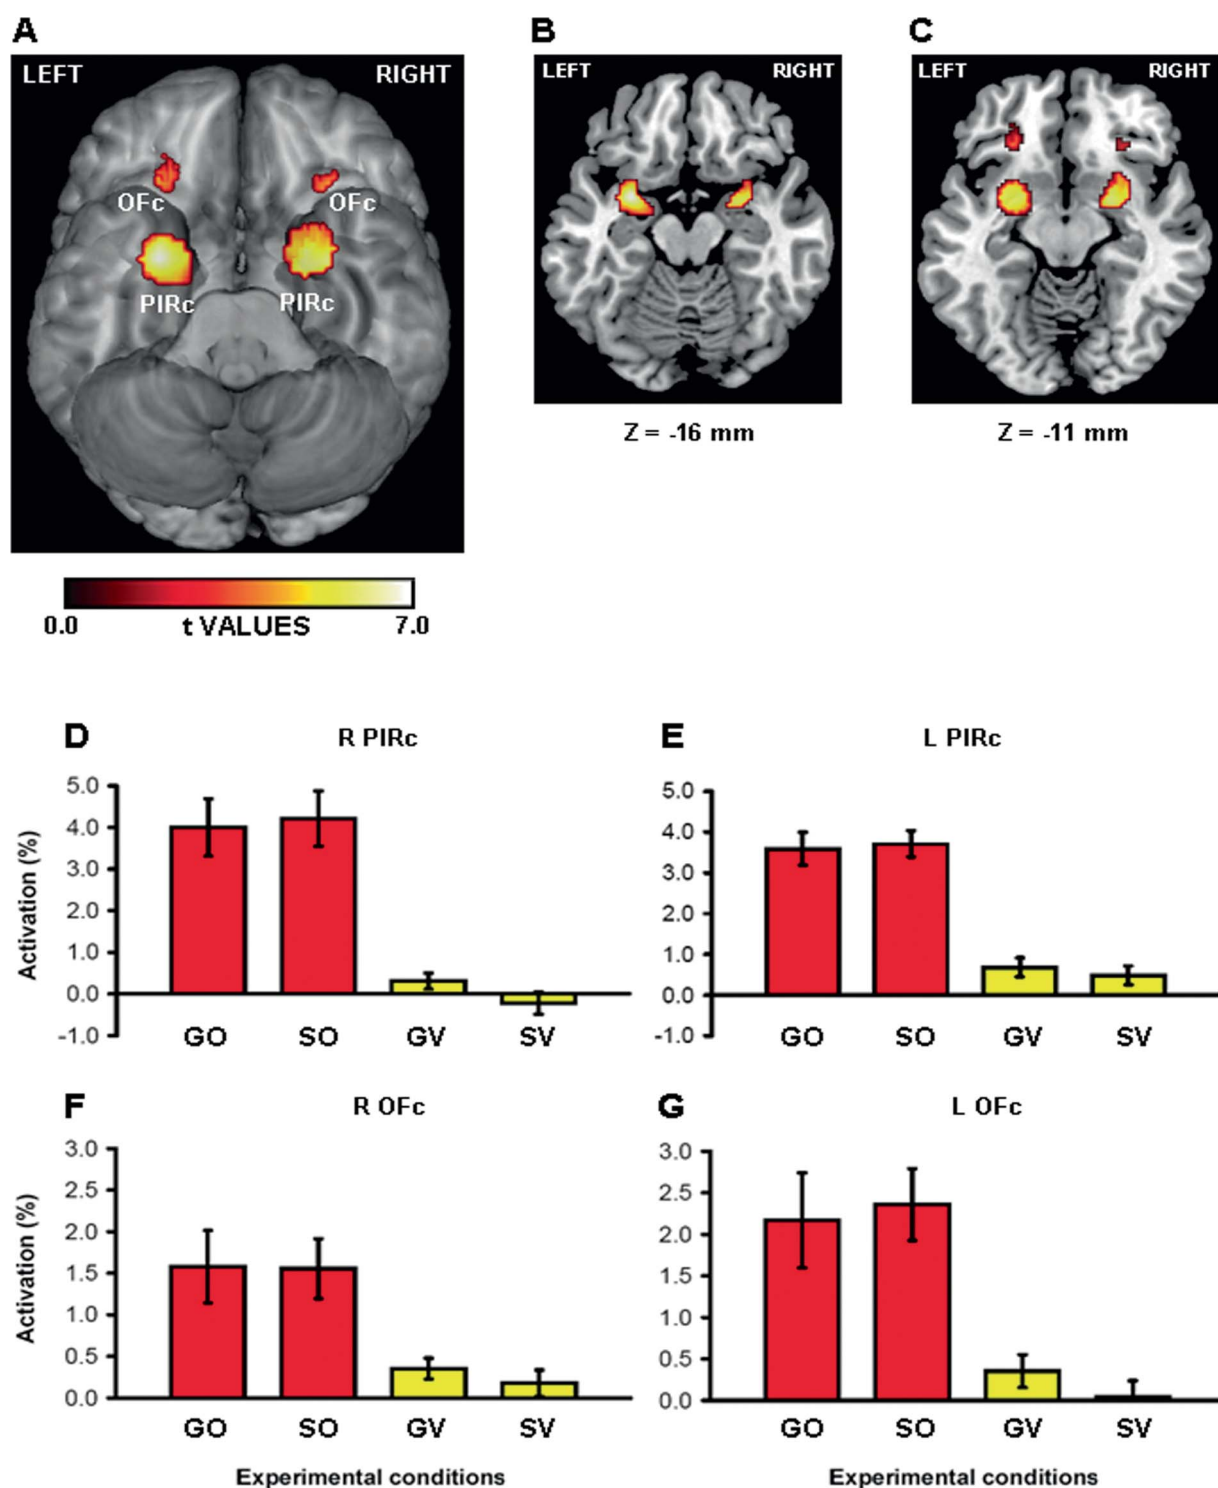 A
LEFT RIGHT
OFc OFc
PIRc PIRc
0.0 t VALUES 7.0
B
LEFT RIGHT
Z = -16 mm
C
LEFT RIGHT
Z = -11 mm
D R PIRc
Activation (%)
5.0
4.0
3.0
2.0
1.0
0.0
-1.0
GO SO GV SV
E L PIRc
5.0
4.0
3.0
2.0
1.0
0.0
-1.0
GO SO GV SV
F R OFc
Activation (%)
3.0
2.5
2.0
1.5
1.0
0.5
0.0
GO SO GV SV
Experimental conditions
G L OFc
3.0
2.5
2.0
1.5
1.0
0.5
0.0
GO SO GV SV
Experimental conditions